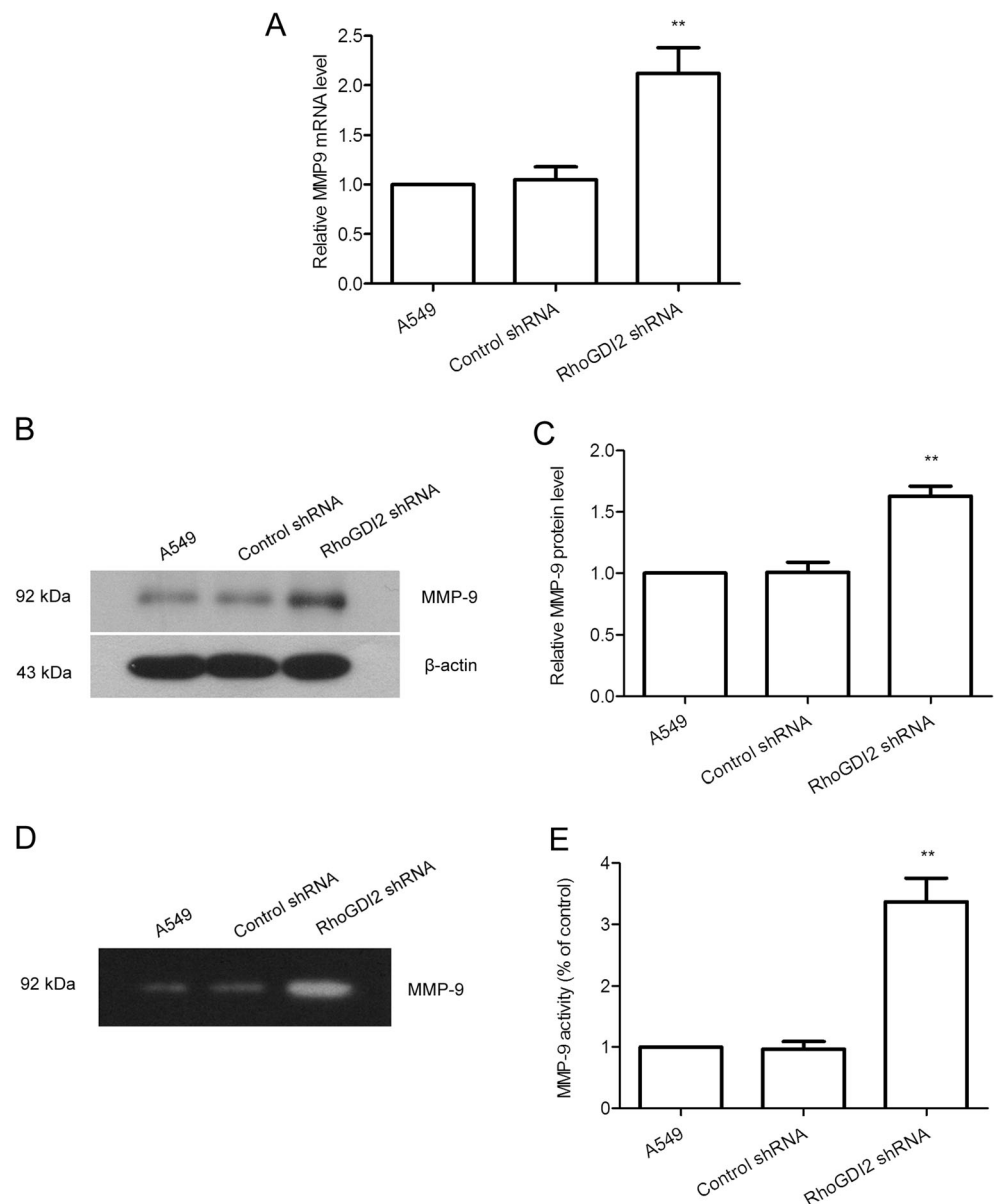 A
**
Relative MMP9 mRNA level
2.5
2.0
1.5
1.0
0.5
0.0
A549
Control shRNA
RhoGDI2 shRNA
B
A549
Control shRNA
RhoGDI2 shRNA
92 kDa
MMP-9
43 kDa
β-actin
C
**
Relative MMP-9 protein level
2.0
1.5
1.0
0.5
0.0
A549
Control shRNA
RhoGDI2 shRNA
D
A549
Control shRNA
RhoGDI2 shRNA
92 kDa
MMP-9
E
**
MMP-9 activity (% of control)
4
3
2
1
0
A549
Control shRNA
RhoGDI2 shRNA